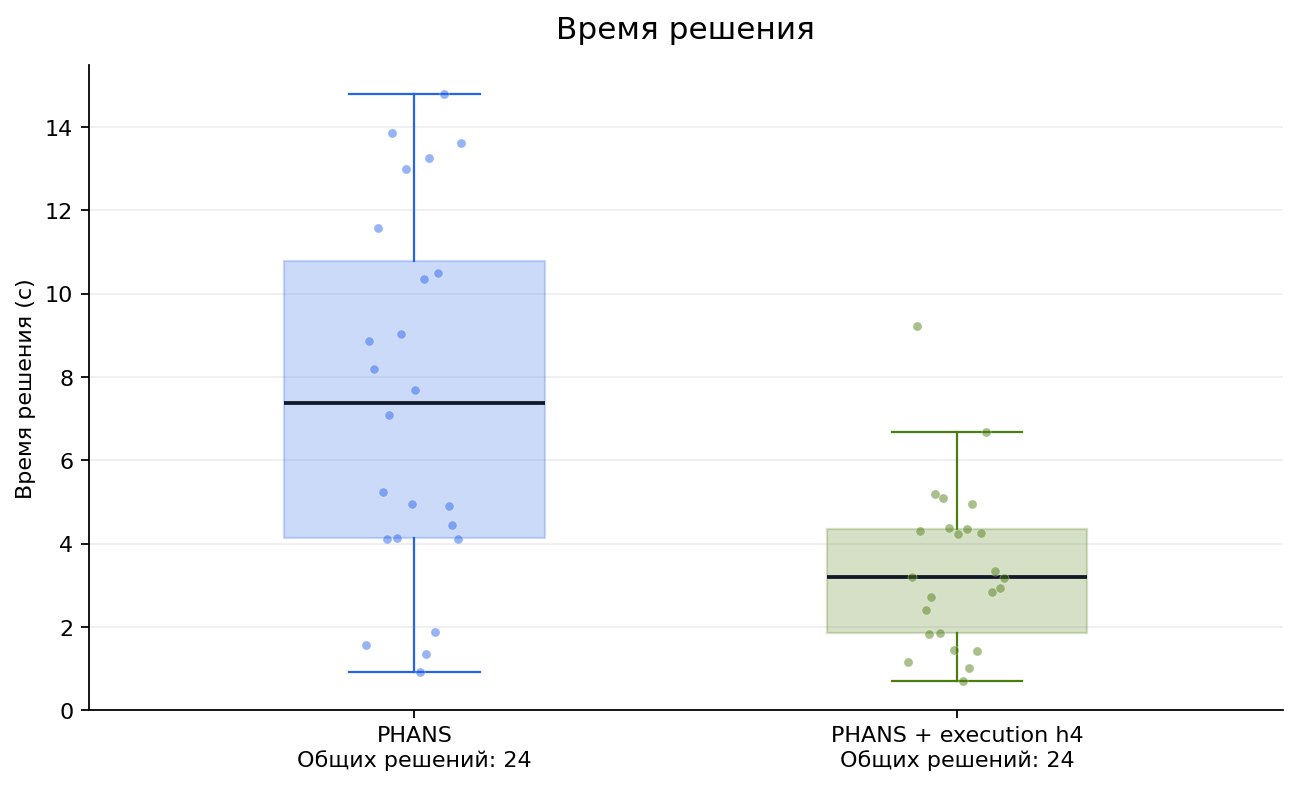 Время решения
Время решения (с)
14
12
10
8
6
4
2
0
PHANS
Общих решений: 24
PHANS + execution h4
Общих решений: 24